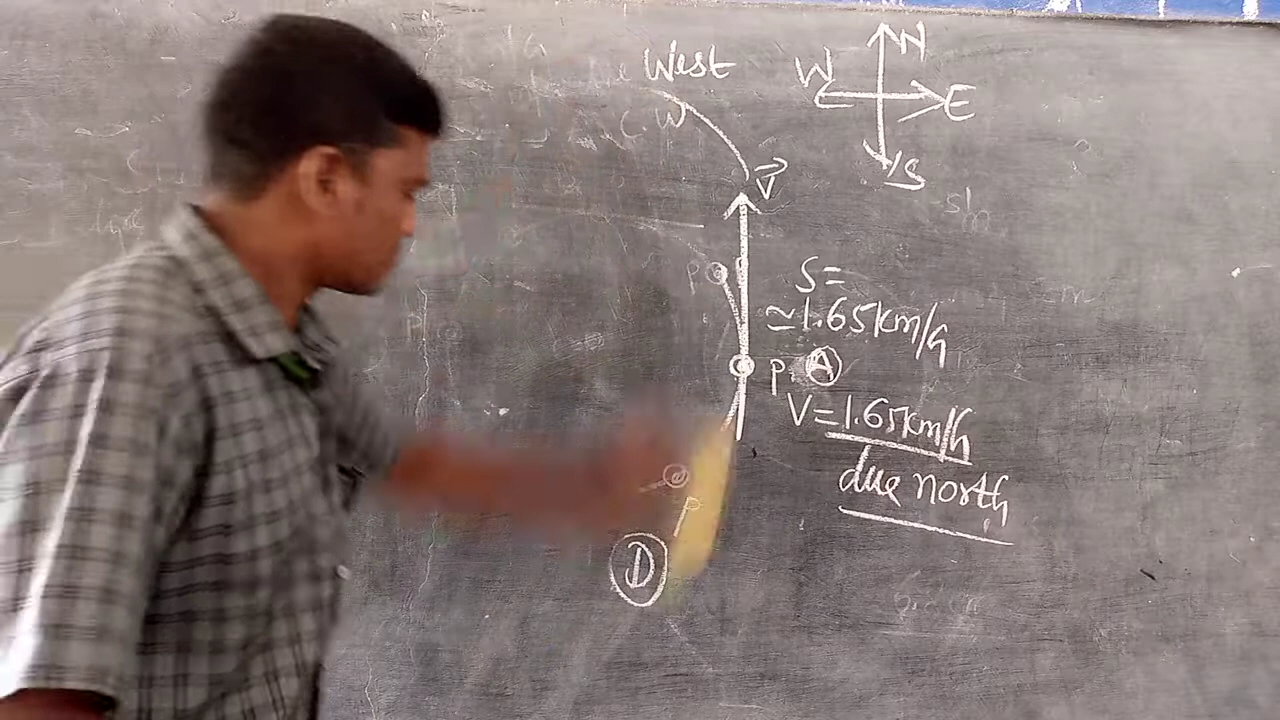 West
N
W
E
S
C.W
V
P
S=
≃1.65km/h
P
A
V=1.65km/h
due north
P
D